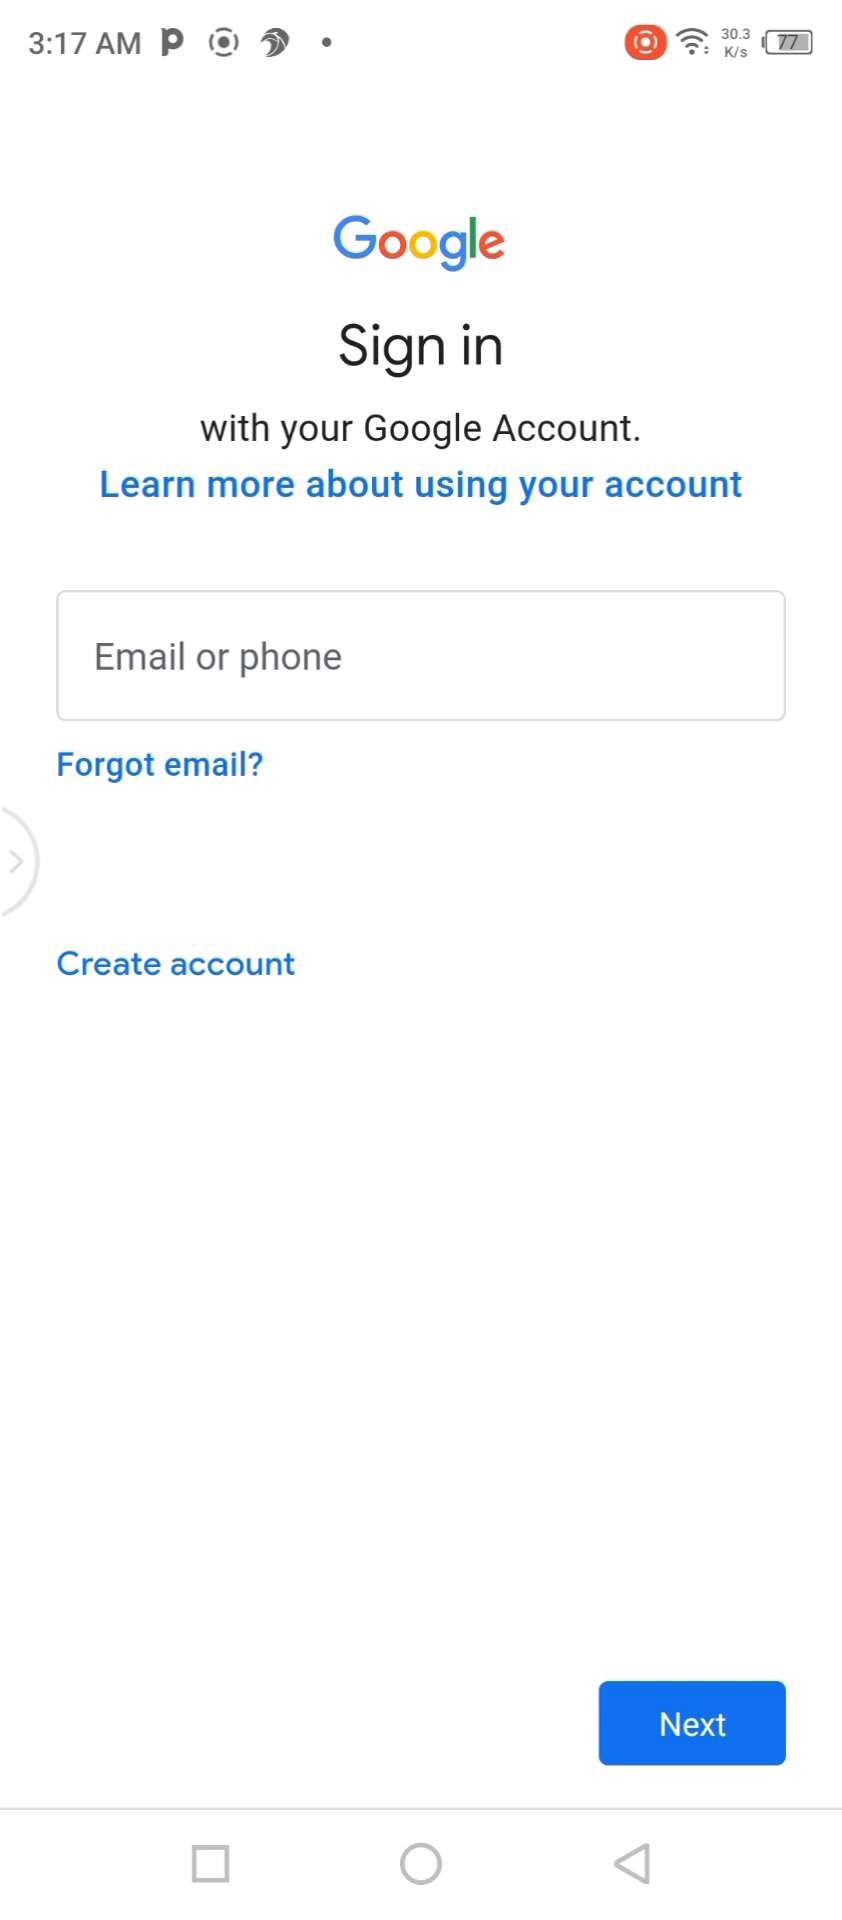 3:17 AM
30.3
K/s
77
Google
Sign in
with your Google Account.
Learn more about using your account
Email or phone
Forgot email?
Create account
Next